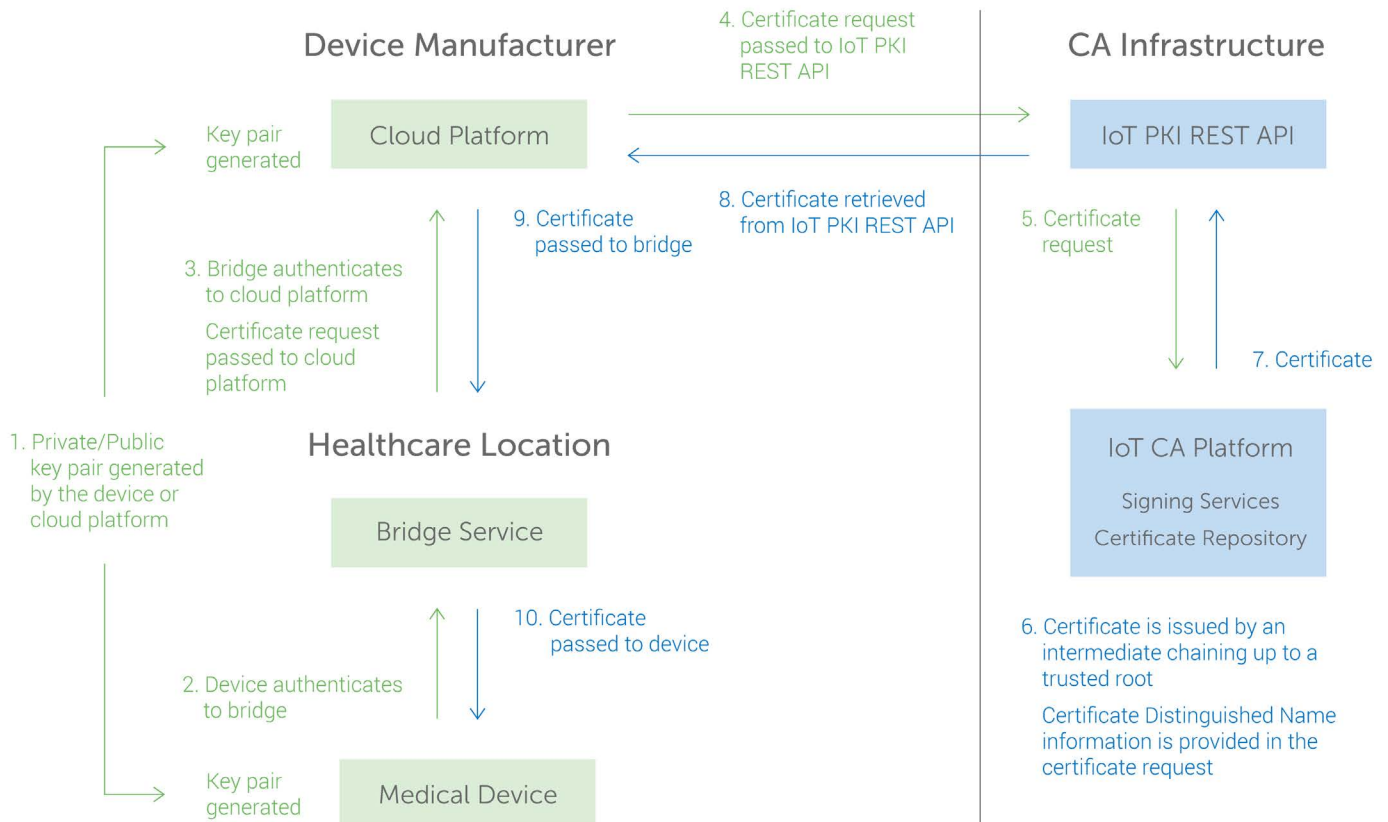 Device Manufacturer
4. Certificate request
passed to IoT PKI
REST API
CA Infrastructure
Key pair
generated
Cloud Platform
IoT PKI REST API
9. Certificate
passed to bridge
8. Certificate retrieved
from IoT PKI REST API
5. Certificate
request
3. Bridge authenticates
to cloud platform
Certificate request
passed to cloud
platform
7. Certificate
1. Private/Public
key pair generated
by the device or
cloud platform
Healthcare Location
IoT CA Platform
Signing Services
Certificate Repository
Bridge Service
10. Certificate
passed to device
6. Certificate is issued by an
intermediate chaining up to a
trusted root
Certificate Distinguished Name
information is provided in the
certificate request
2. Device authenticates
to bridge
Key pair
generated
Medical Device